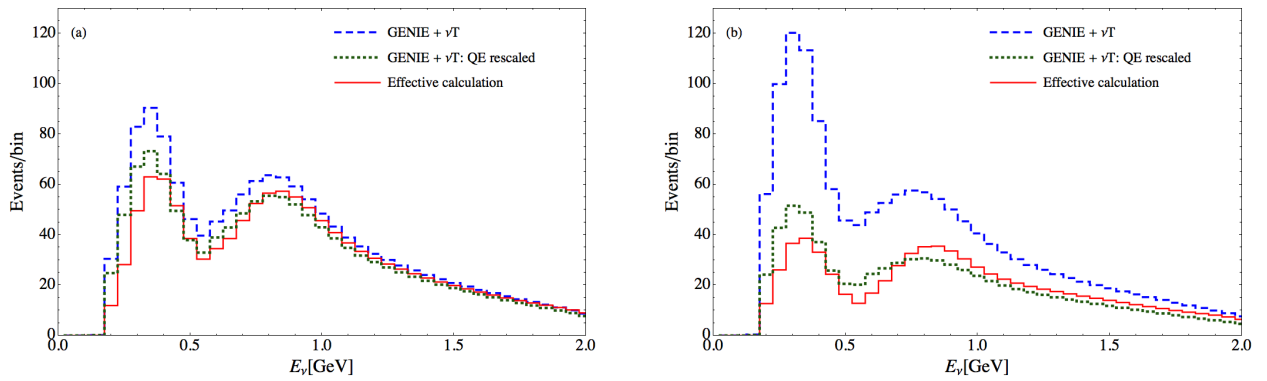 (a)
GENIE + νT
GENIE + νT: QE rescaled
Effective calculation
Events/bin
120
100
80
60
40
20
0
0.0 0.5 1.0 1.5 2.0
Eν[GeV]
(b)
GENIE + νT
GENIE + νT: QE rescaled
Effective calculation
Events/bin
120
100
80
60
40
20
0
0.0 0.5 1.0 1.5 2.0
Eν[GeV]